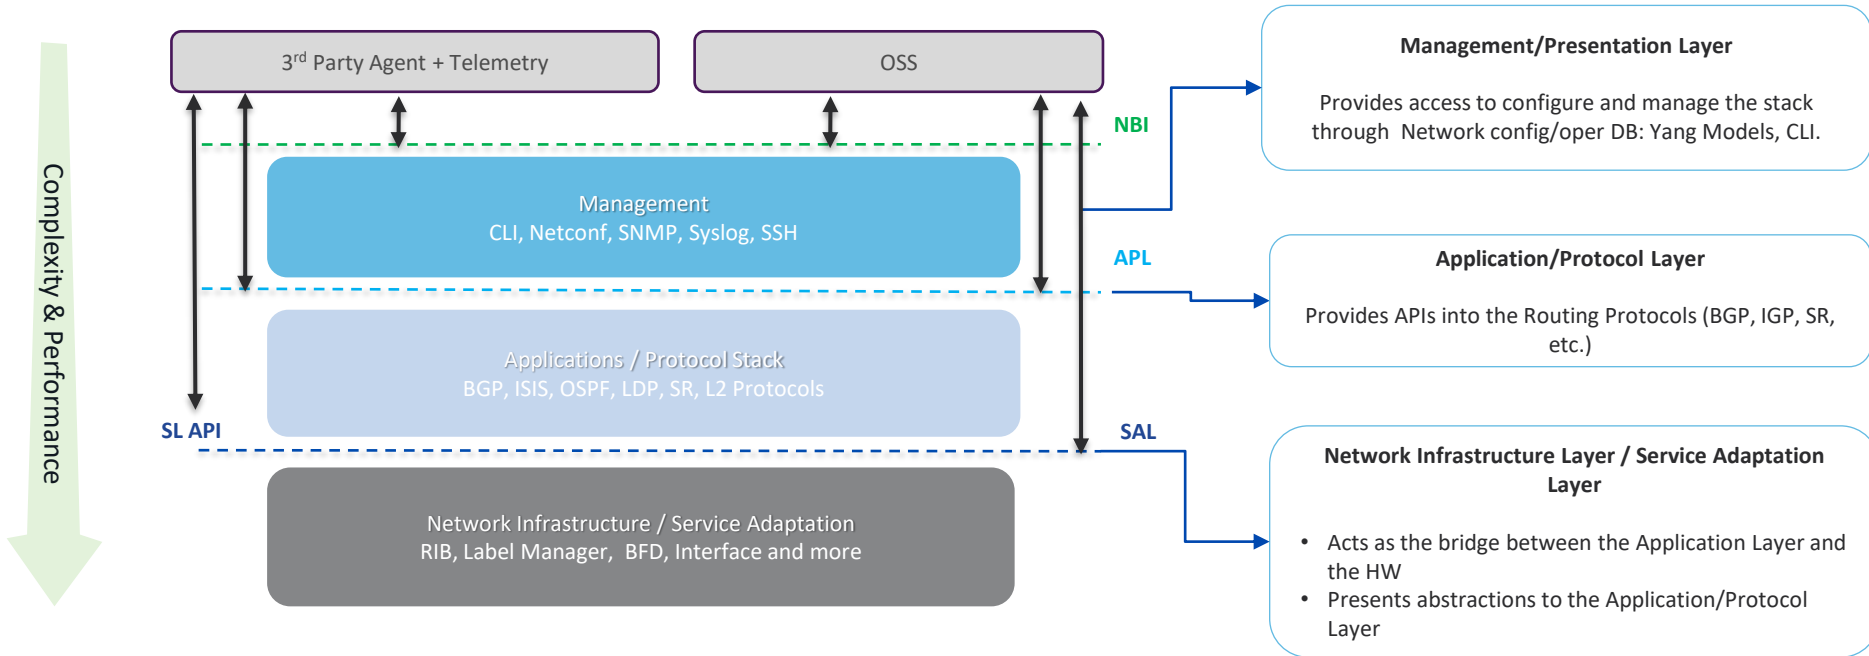 3rd Party Agent + Telemetry
OSS
NBI
Management
CLI, Netconf, SNMP, Syslog, SSH
APL
Applications / Protocol Stack
BGP, ISIS, OSPF, LDP, SR, L2 Protocols
SL API
SAL
Network Infrastructure / Service Adaptation
RIB, Label Manager, BFD, Interface and more
Complexity & Performance
Management/Presentation Layer
Provides access to configure and manage the stack
through Network config/oper DB: Yang Models, CLI.
Application/Protocol Layer
Provides APIs into the Routing Protocols (BGP, IGP, SR,
etc.)
Network Infrastructure Layer / Service Adaptation
Layer
• Acts as the bridge between the Application Layer and
the HW
• Presents abstractions to the Application/Protocol
Layer